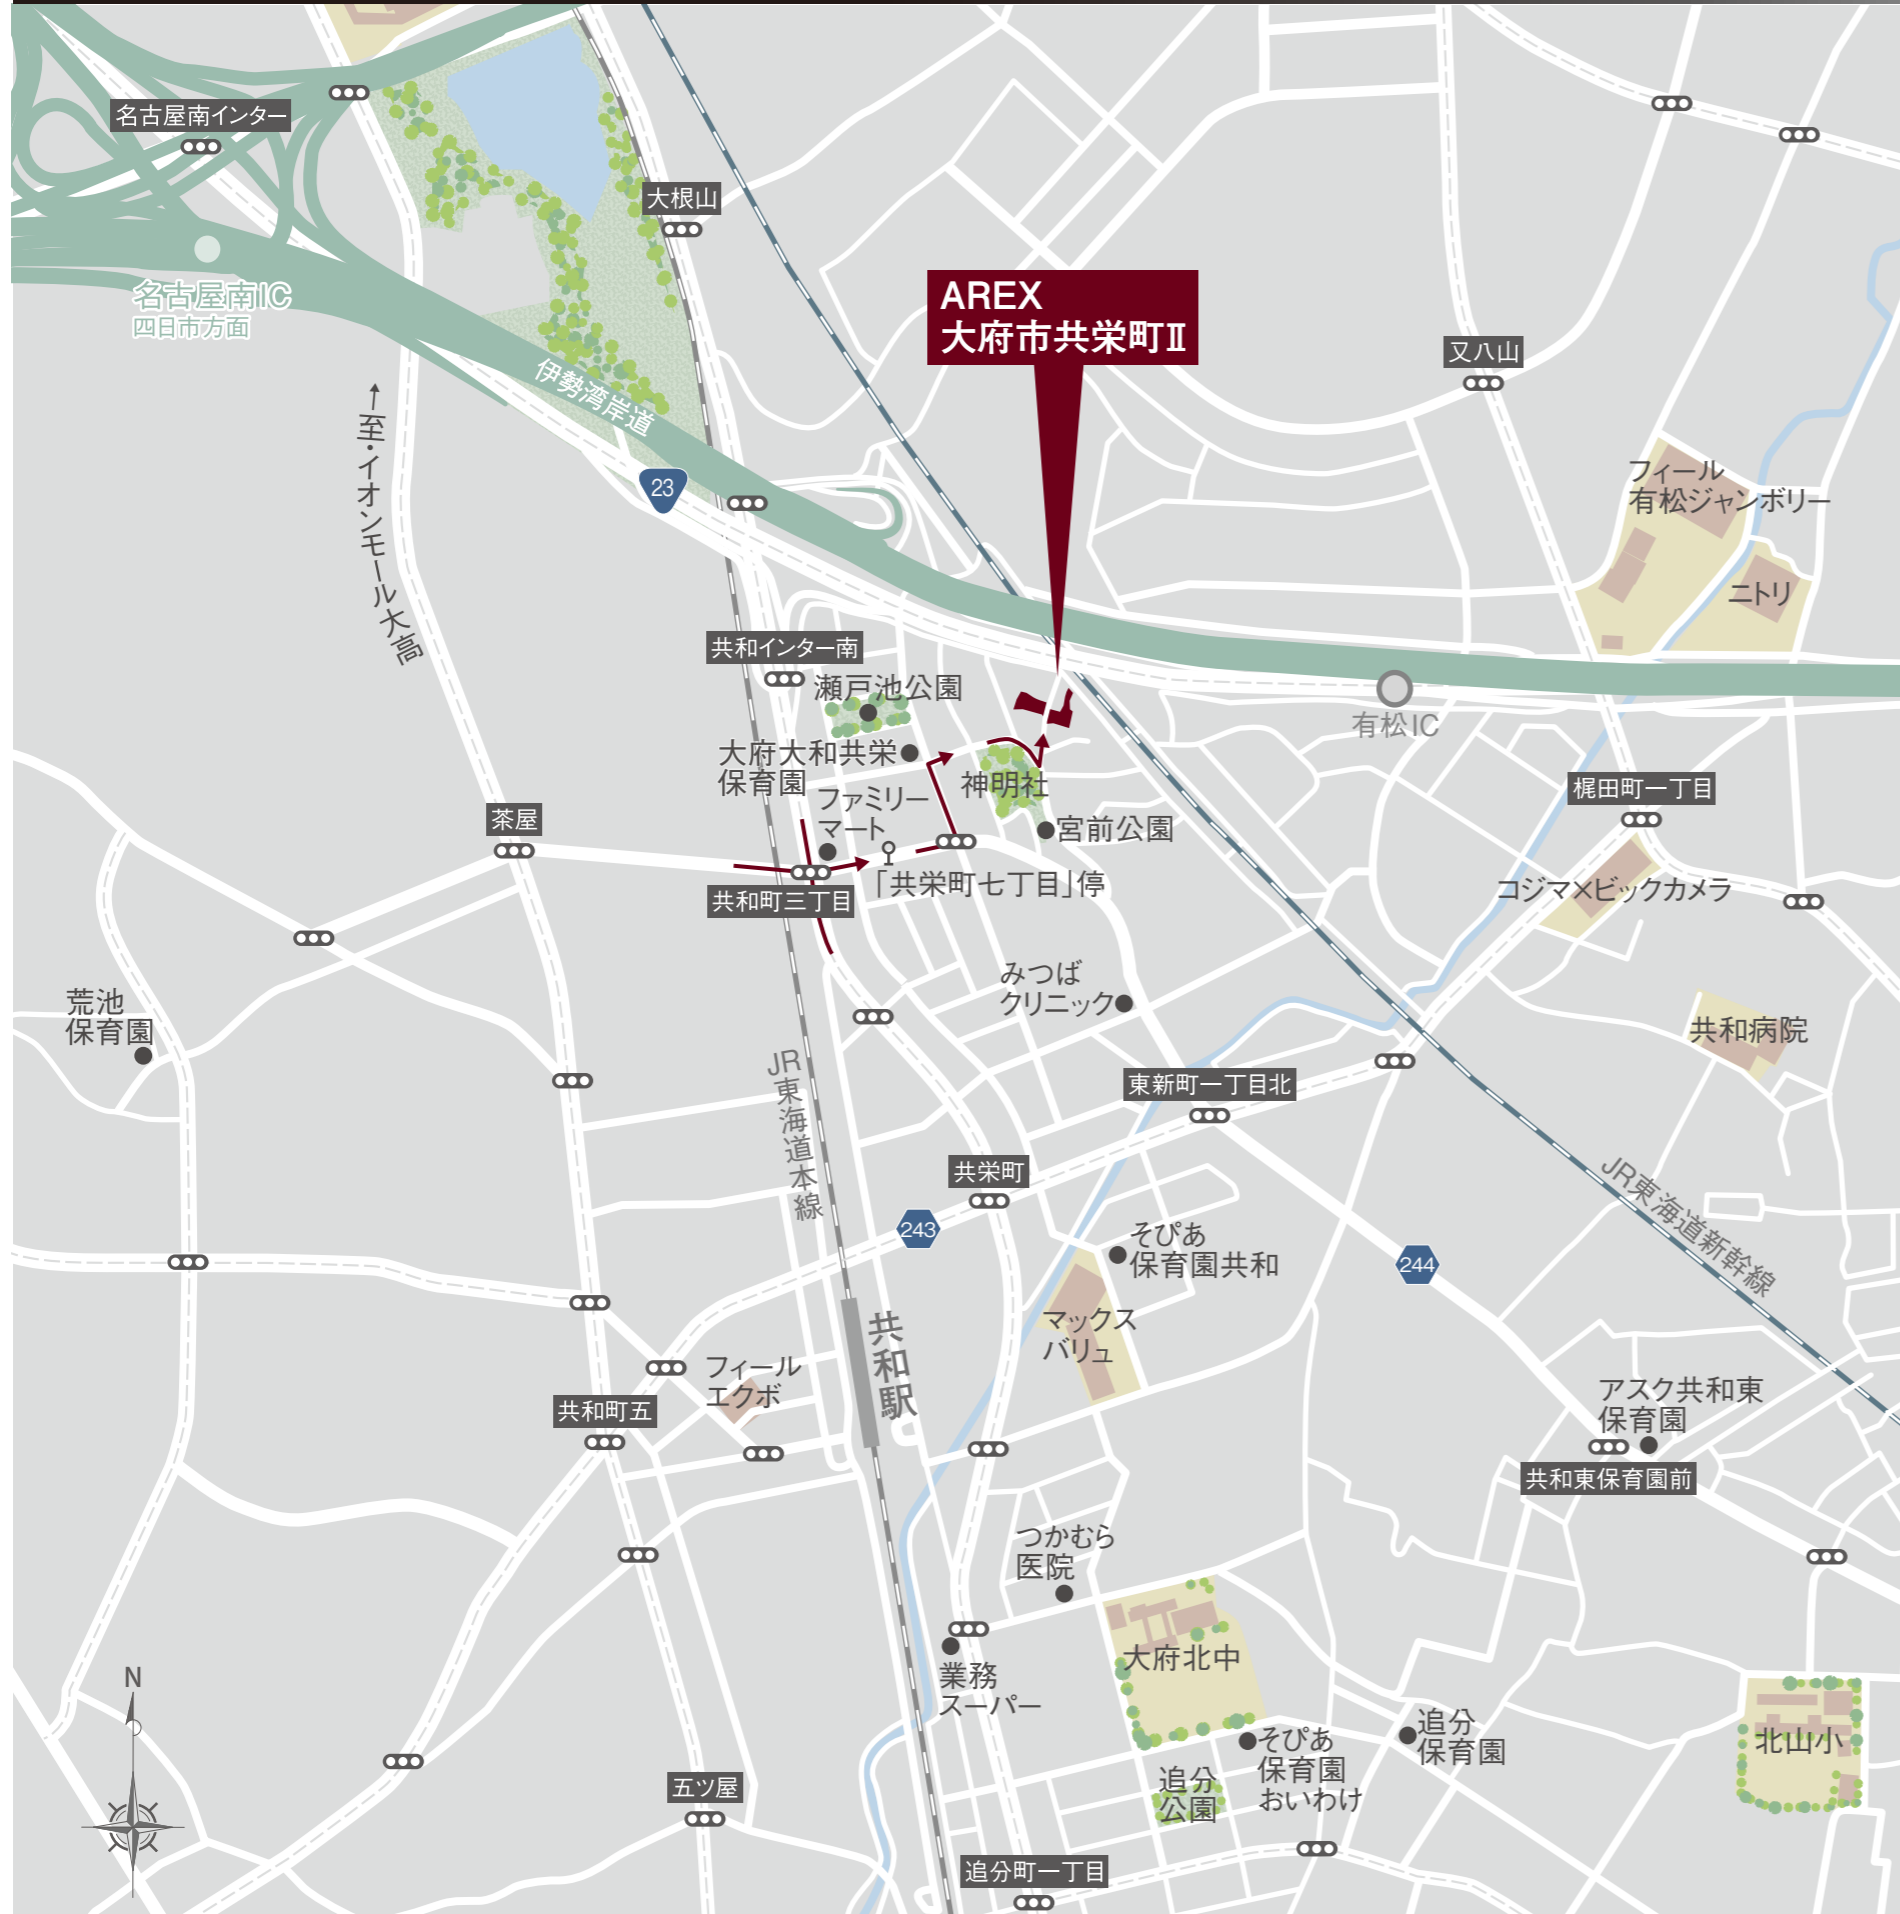 名古屋南インター
大根山
名古屋南IC
四日市方面
AREX
大府市共栄町Ⅱ
伊勢湾岸道
又八山
←至・イオンモール大高
フィール
有松ジャンボリー
23
ニトリ
共和インター南
瀬戸池公園
有松IC
大府大和共栄
保育園
神明社
梶田町一丁目
ファミリー
マート
茶屋
宮前公園
「共栄町七丁目」停
共和町三丁目
コジマ×ビックカメラ
みつば
クリニック
荒池
保育園
共和病院
JR東海道本線
東新町一丁目北
共栄町
JR東海道新幹線
243
そぴあ
保育園共和
244
マックス
バリュ
共和駅
フィール
エクボ
共和町五
アスク共和東
保育園
共和東保育園前
つかむら
医院
大府北中
業務
スーパー
N
追分
保育園
北山小
そぴあ
保育園
おいわけ
追分
公園
五ツ屋
追分町一丁目